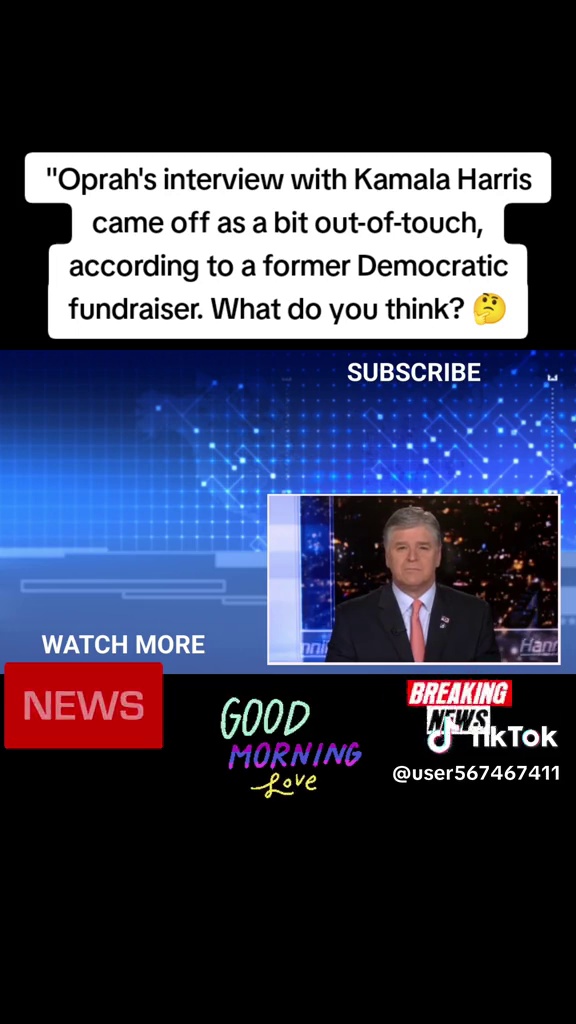 "Oprah's interview with Kamala Harris
came off as a bit out-of-touch,
according to a former Democratic
fundraiser. What do you think? 🤔
SUBSCRIBE
WATCH MORE
NEWS
GOOD
MORNING
Love
BREAKING
NEWS
TikTok
@user567467411